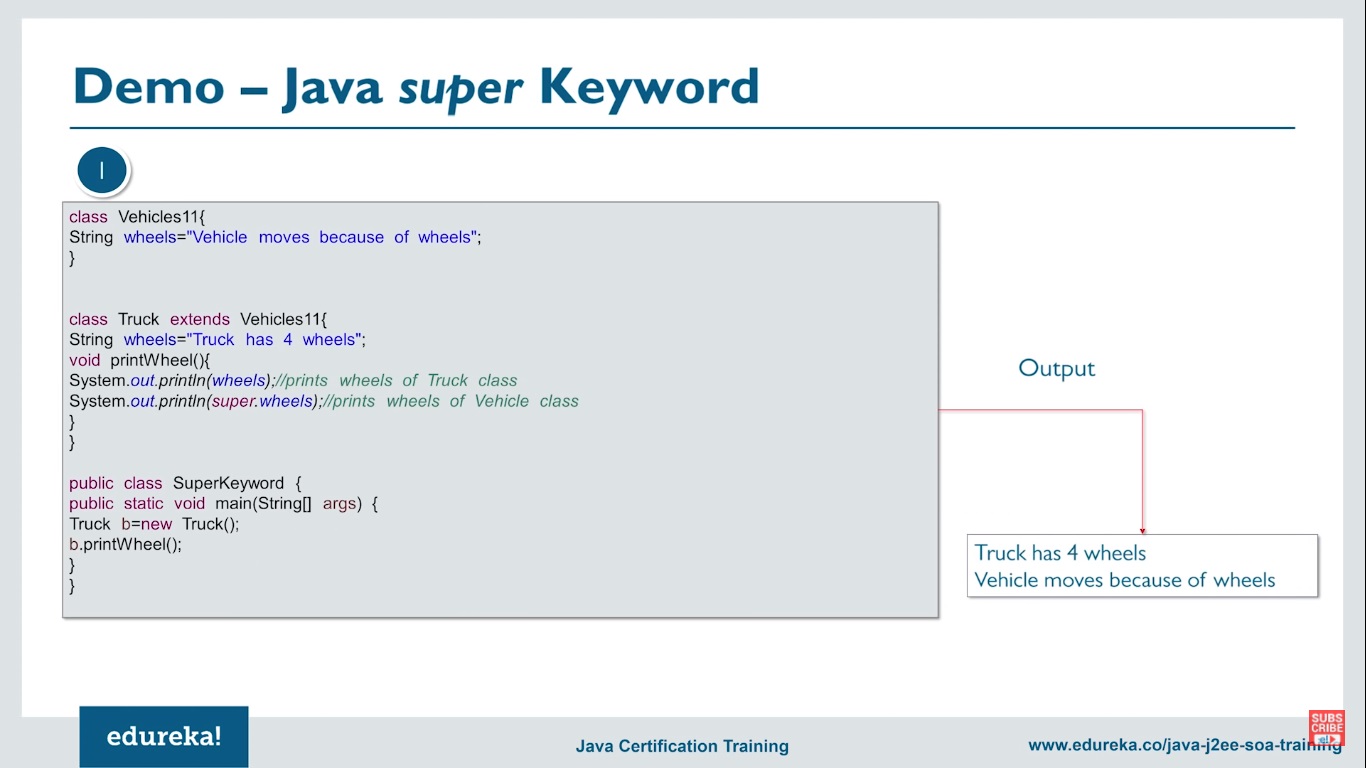 Demo – Java super Keyword
1
class Vehicles11{
String wheels="Vehicle moves because of wheels";
}
class Truck extends Vehicles11{
String wheels="Truck has 4 wheels";
void printWheel(){
System.out.println(wheels);//prints wheels of Truck class
System.out.println(super.wheels);//prints wheels of Vehicle class
}
}
public class SuperKeyword {
public static void main(String[] args) {
Truck b=new Truck();
b.printWheel();
}
}
Output
Truck has 4 wheels
Vehicle moves because of wheels
edureka!
Java Certification Training
www.edureka.co/java-j2ee-soa-training
SUBS
CRIBE